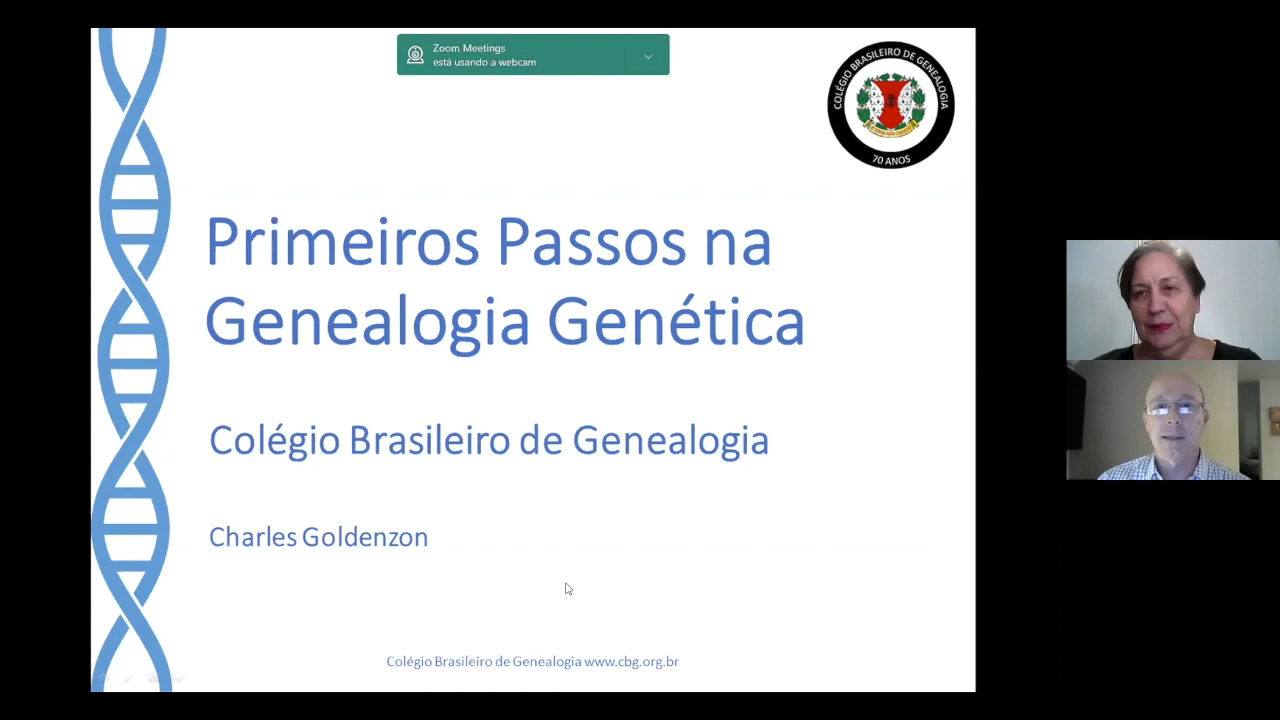 Zoom Meetings
está usando a webcam
COLÉGIO BRASILEIRO DE GENEALOGIA
70 ANOS
Primeiros Passos na
Genealogia Genética
Colégio Brasileiro de Genealogia
Charles Goldenzon
Colégio Brasileiro de Genealogia www.cbg.org.br